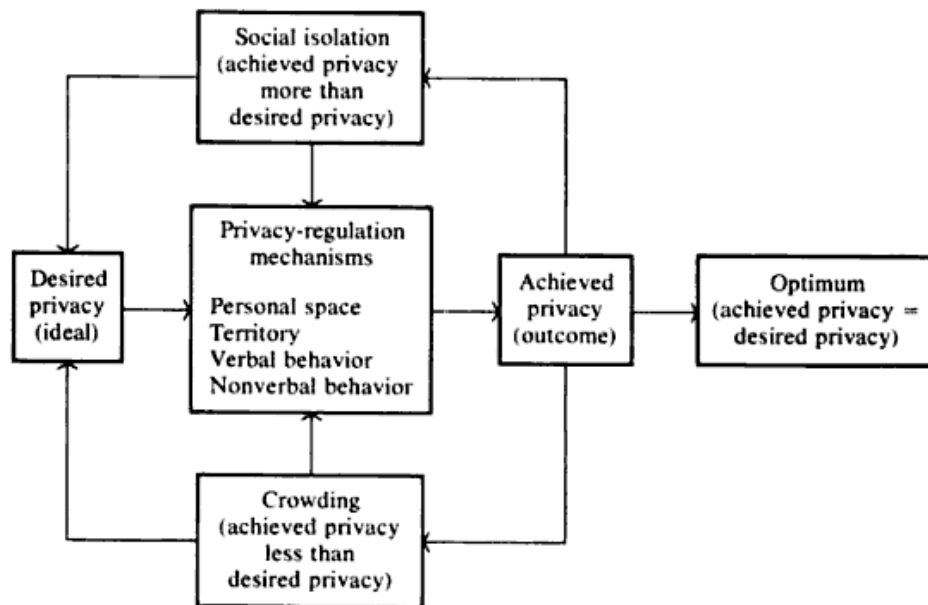 Social isolation
(achieved privacy
more than
desired privacy)
Privacy-regulation
mechanisms
Personal space
Territory
Verbal behavior
Nonverbal behavior
Desired
privacy
(ideal)
Achieved
privacy
(outcome)
Optimum
(achieved privacy =
desired privacy)
Crowding
(achieved privacy
less than
desired privacy)